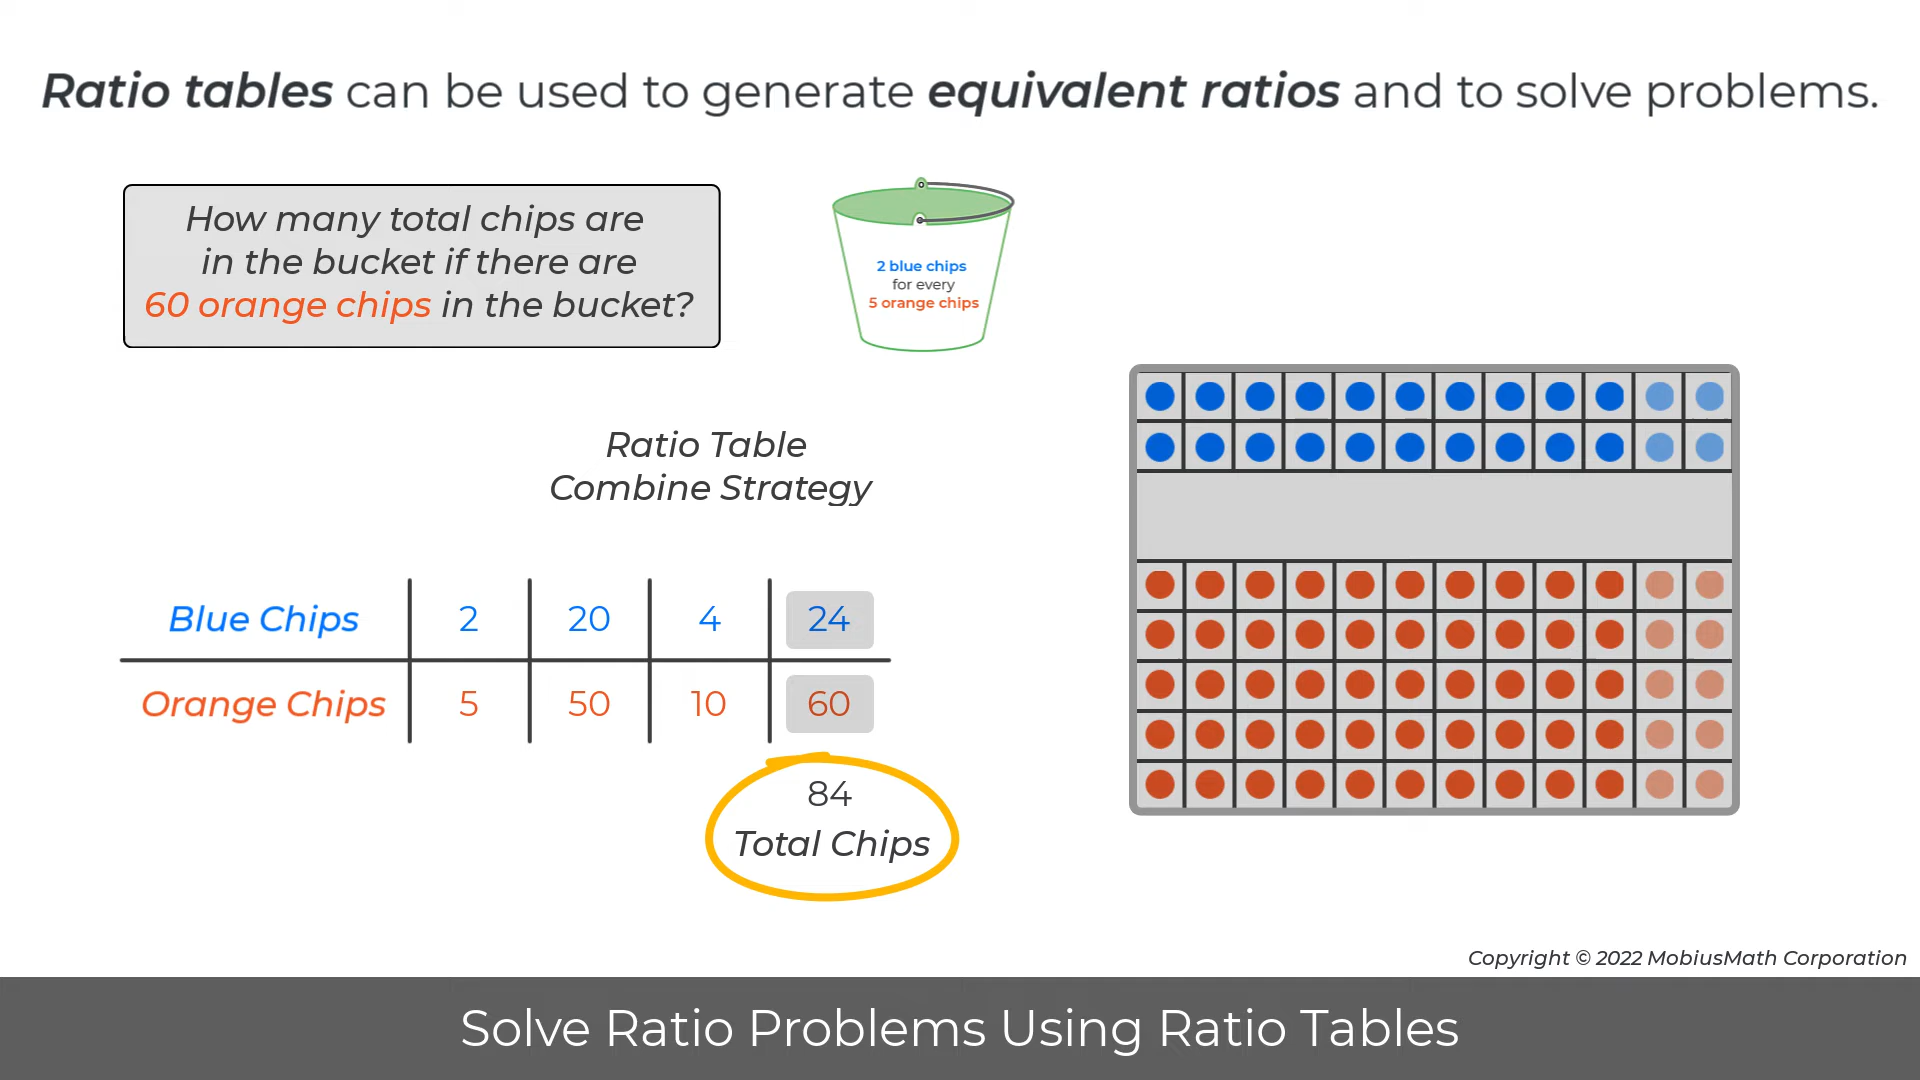 Ratio tables can be used to generate equivalent ratios and to solve problems.
How many total chips are
in the bucket if there are
60 orange chips in the bucket?
2 blue chips
for every
5 orange chips
Ratio Table
Combine Strategy
Blue Chips 2 20 4 24
Orange Chips 5 50 10 60
84
Total Chips
Copyright © 2022 MobiusMath Corporation
Solve Ratio Problems Using Ratio Tables